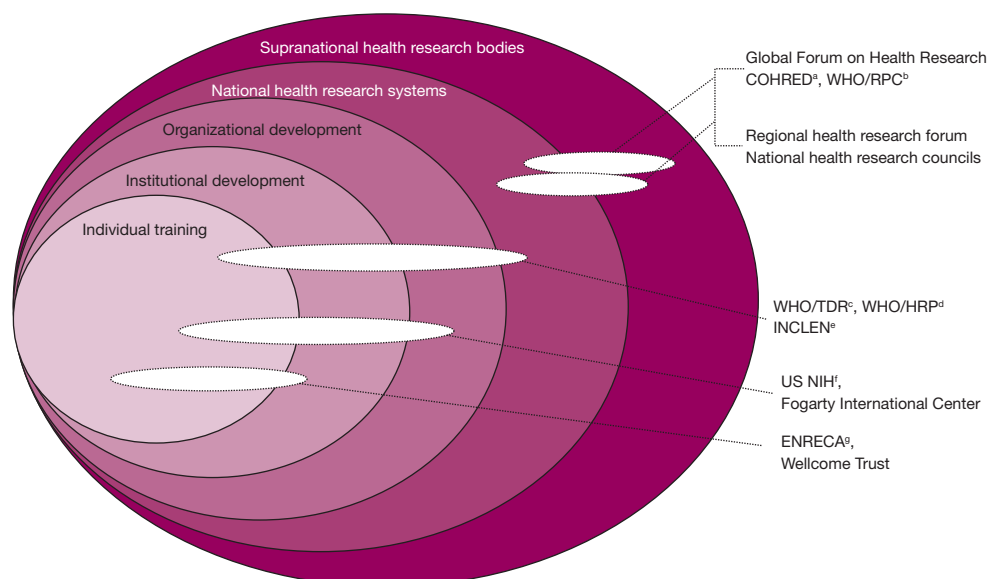 Supranational health research bodies
National health research systems
Organizational development
Institutional development
Individual training
Global Forum on Health Research
COHREDᵃ, WHO/RPCᵇ
Regional health research forum
National health research councils
WHO/TDRᶜ, WHO/HRPᵈ
INCLENᵉ
US NIHᶠ,
Fogarty International Center
ENRECAᵍ,
Wellcome Trust